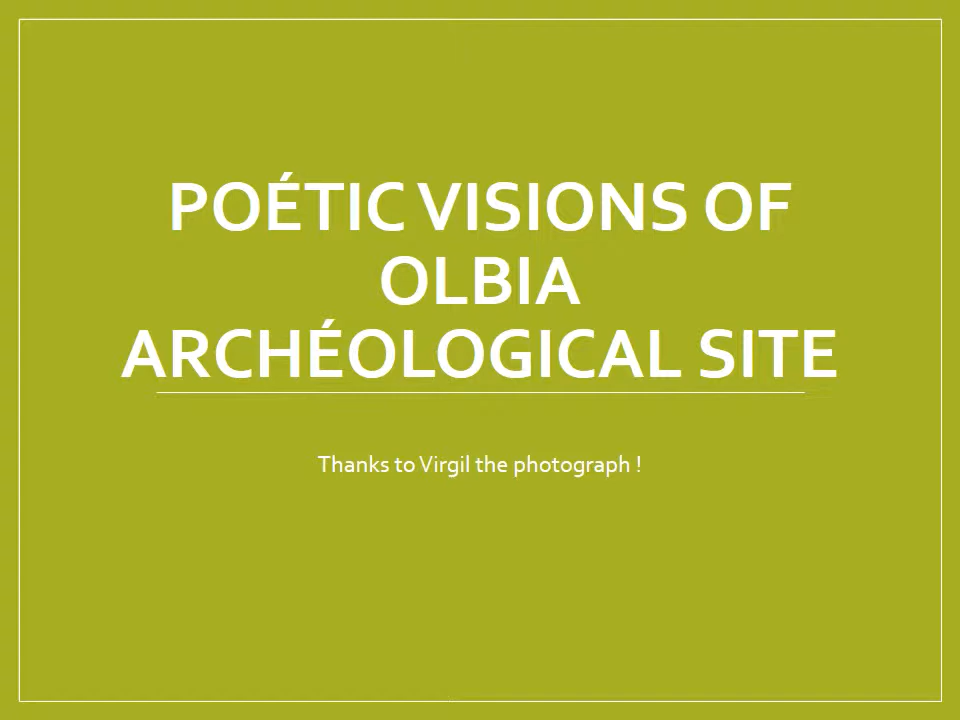 POÉTIC VISIONS OF
OLBIA
ARCHÉOLOGICAL SITE
Thanks to Virgil the photograph !